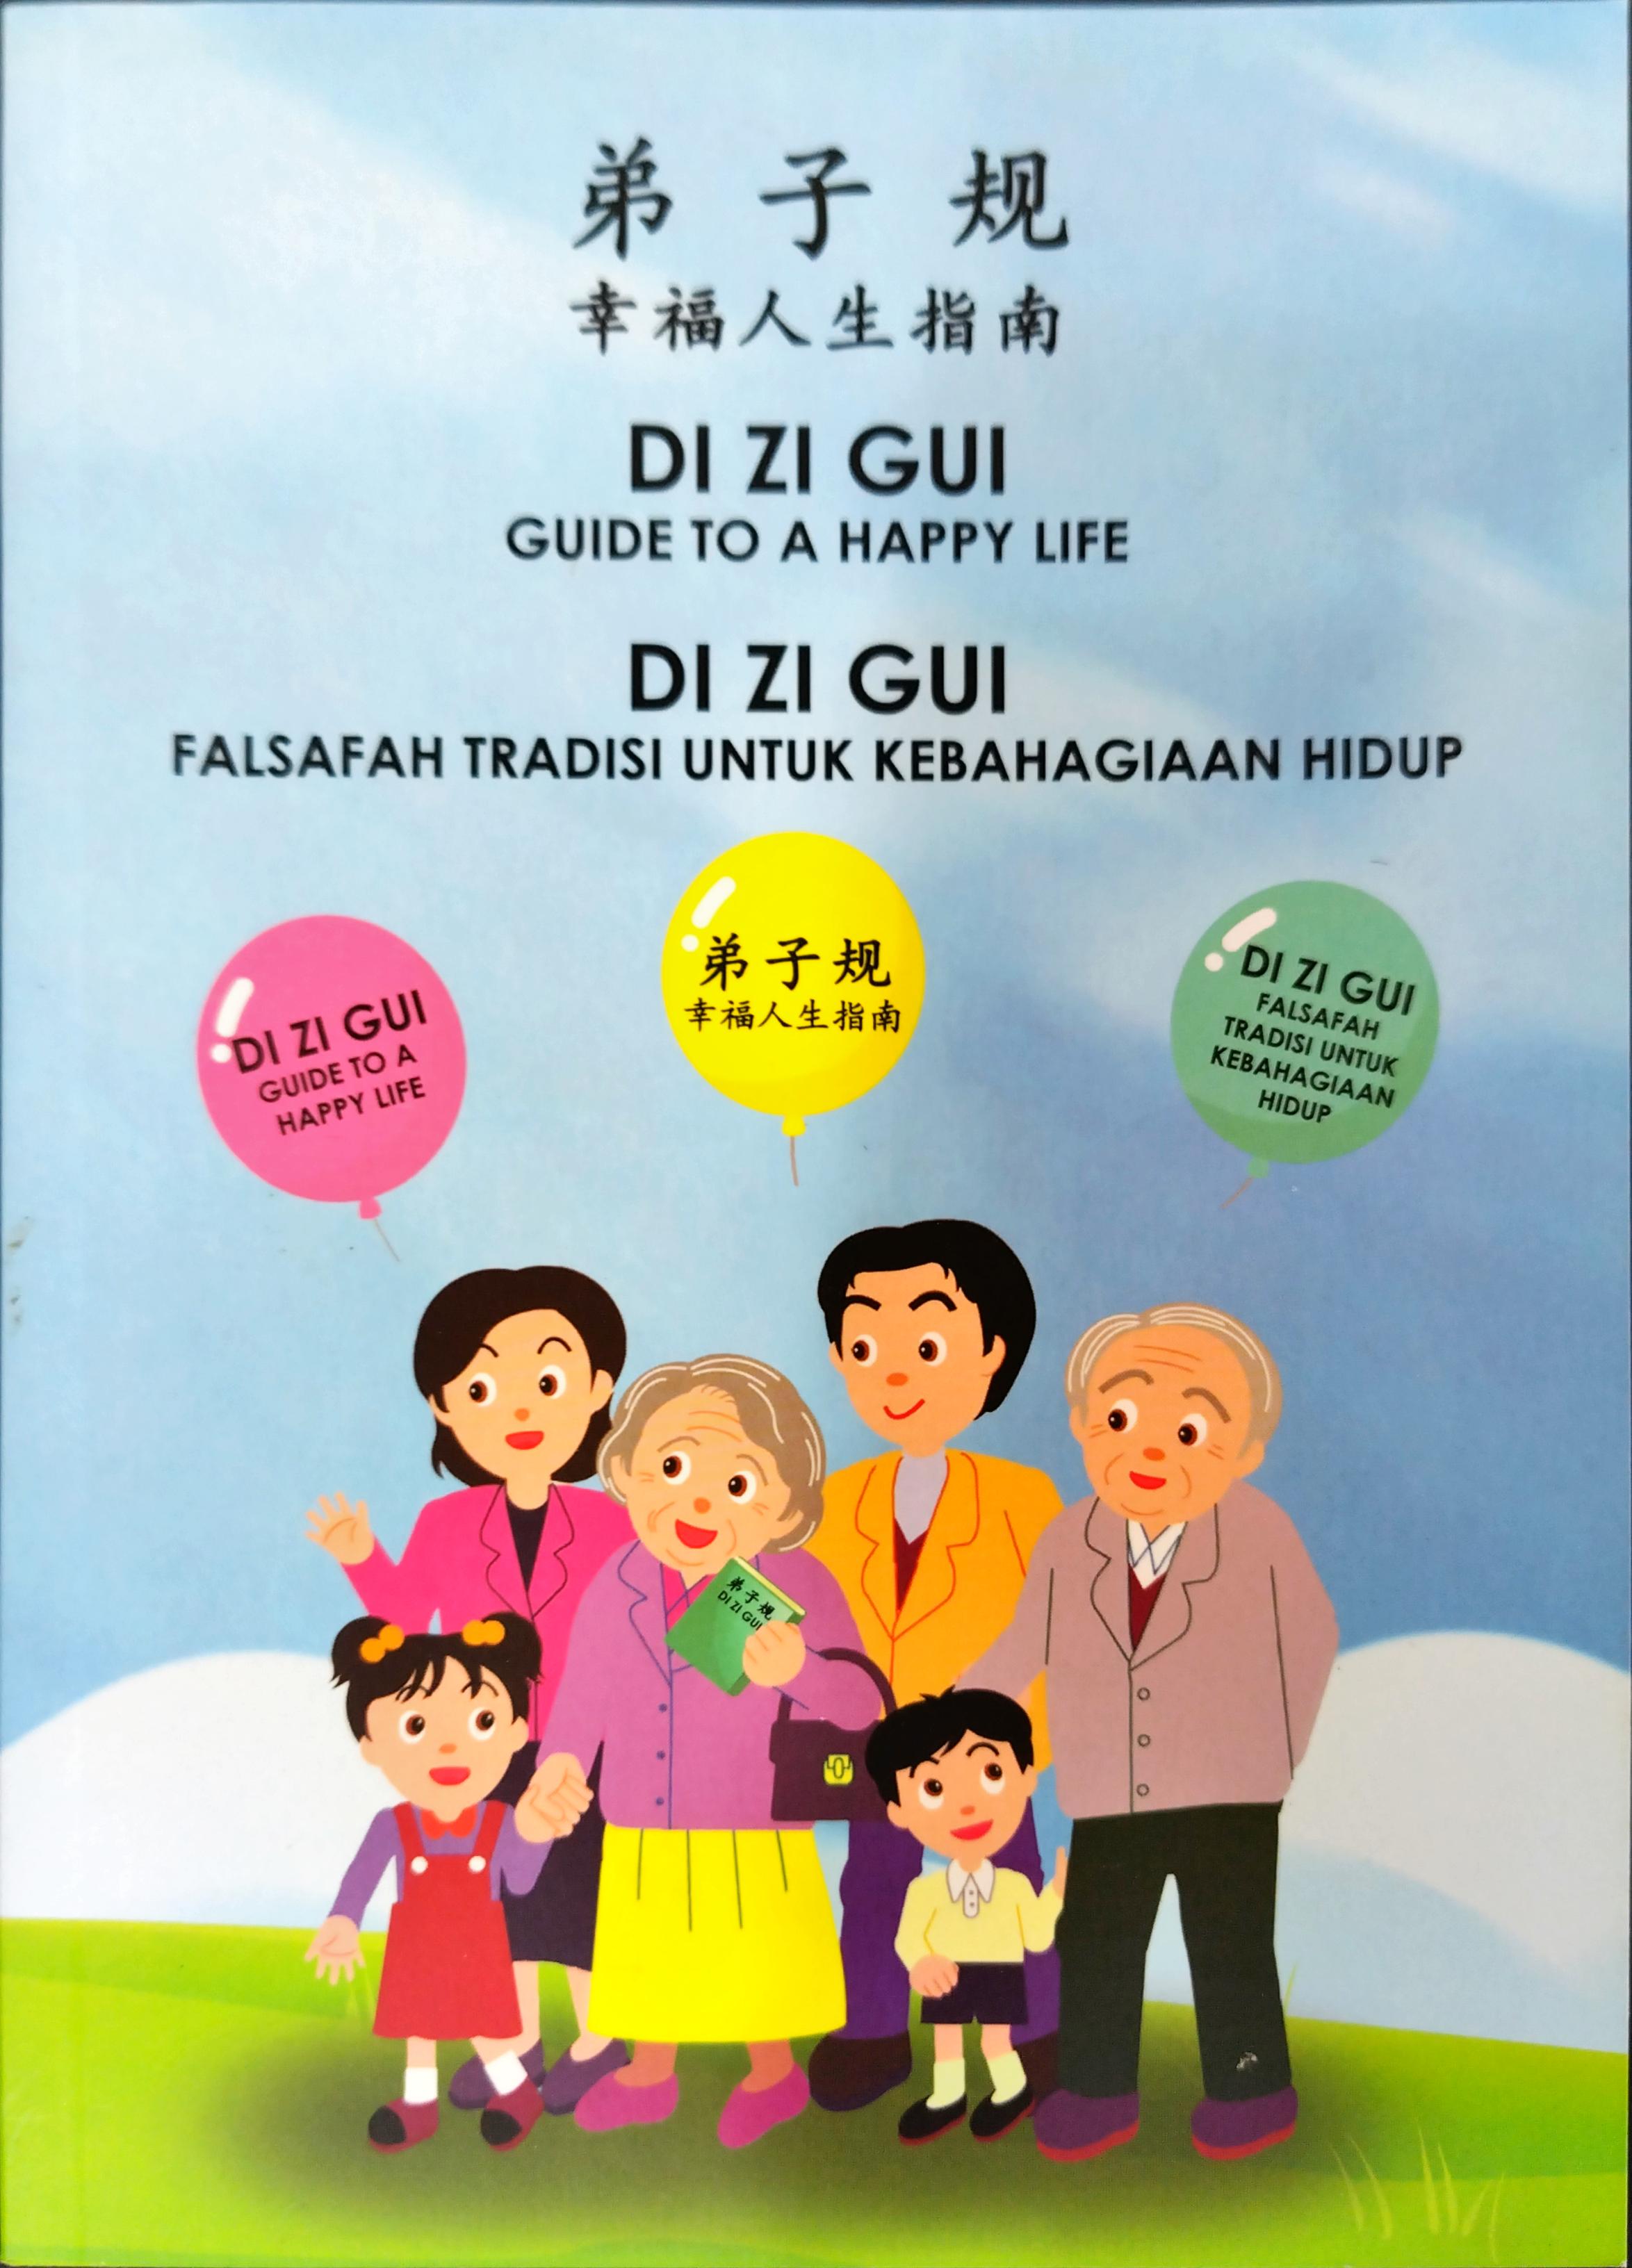 弟子规
幸福人生指南
DI ZI GUI
GUIDE TO A HAPPY LIFE
DI ZI GUI
FALSAFAH TRADISI UNTUK KEBAHAGIAAN HIDUP
DI ZI GUI
GUIDE TO A
HAPPY LIFE
弟子规
幸福人生指南
DI ZI GUI
FALSAFAH
TRADISI UNTUK
KEBAHAGIAAN
HIDUP
弟子规
DI ZI GUI